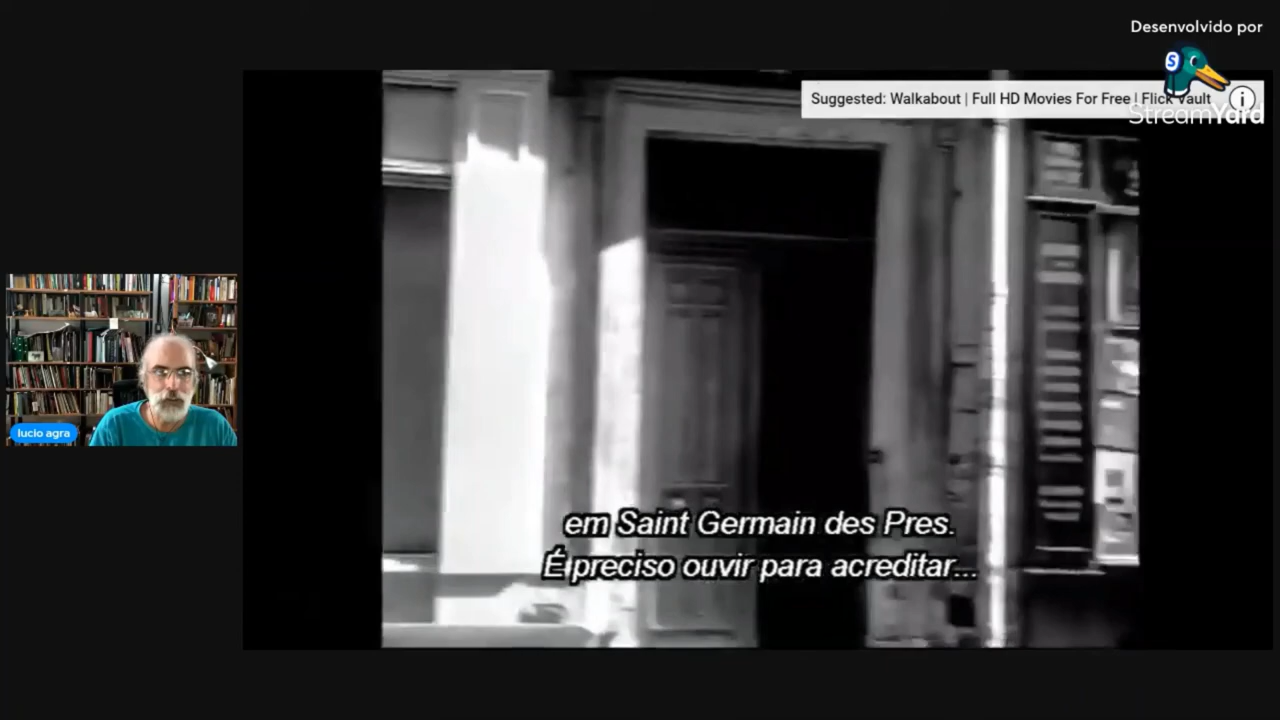 Desenvolvido por
Suggested: Walkabout | Full HD Movies For Free | Flick Vault
S
StreamYard
lucio agra
em Saint Germain des Pres.
É preciso ouvir para acreditar...